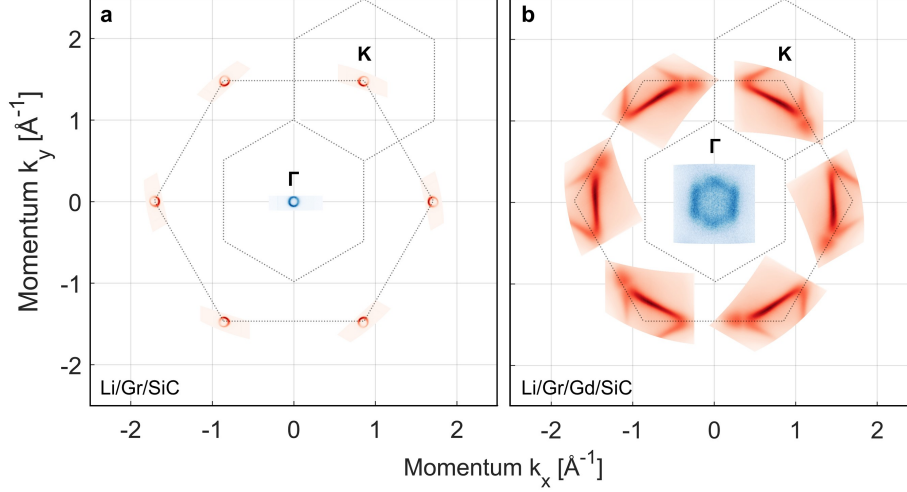 a
b
K
K
Γ
Γ
Li/Gr/SiC
Li/Gr/Gd/SiC
2
1
0
-1
-2
-2
-1
0
1
2
-2
-1
0
1
2
Momentum k_y [Å⁻¹]
Momentum k_x [Å⁻¹]